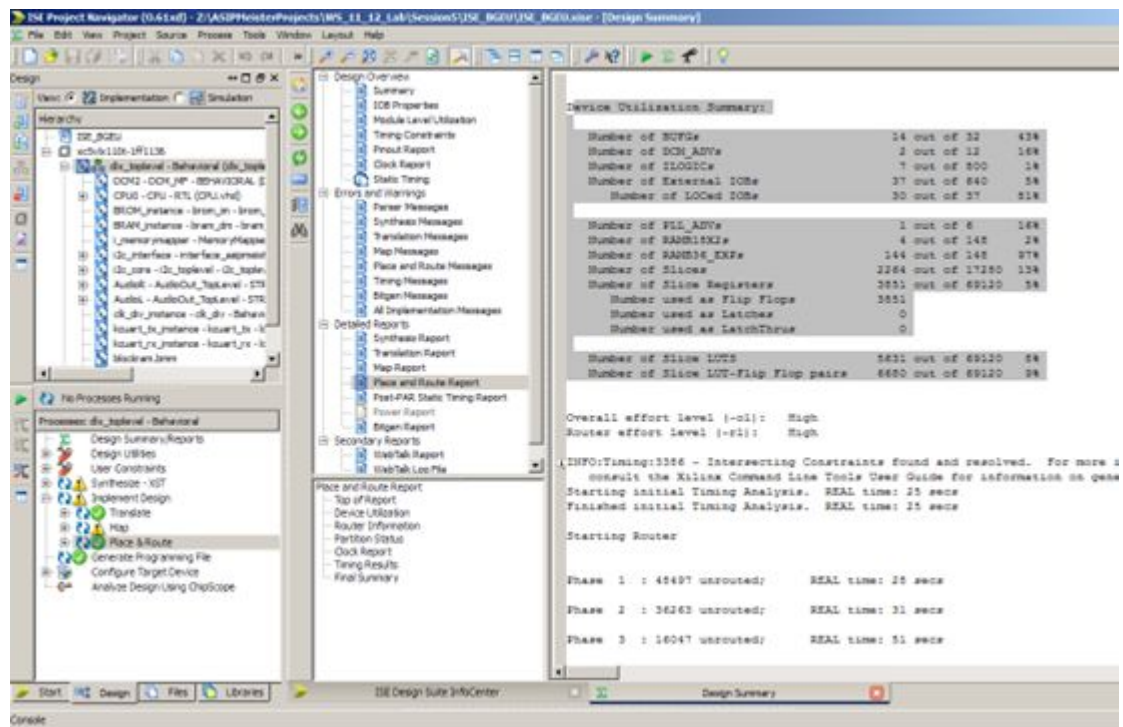 ISE Project Navigator (0.61xd) - Z:\ASIPMeisterProjects\WS_11_12_Lab\Session5\ISE_BGEU\ISE_BGEU.xise - [Design Summary]
File Edit View Project Source Process Tools Window Layout Help
Design
View: Implementation Simulation
Hierarchy
ISE_BGEU
dlx_toplevel - Behavioral (dlx_tople
DCM2 - DCM_MP - BEHAVIORAL (
CPU0 - CPU - RTL (CPU.vhd)
BROM_instance - brom_im - brom_
BRAM_instance - bram_dm - bram_
i_memorymapper - MemoryMappe
i2c_interface - interface_aspmeist
i2c_core - i2c_toplevel - i2c_toplev
AudioR - AudioOut_TopLevel - STR
AudioL - AudioOut_TopLevel - STR
clk_div_instance - clk_div - Behavi
kcuart_tx_instance - kcuart_tx - k
kcuart_rx_instance - kcuart_rx - k
blockram.bmm
No Processes Running
Processes: dlx_toplevel - Behavioral
Design Summary/Reports
Design Utilities
User Constraints
Synthesize - XST
Implement Design
Translate
Map
Place & Route
Generate Programming File
Configure Target Device
Analyze Design Using ChipScope
Start Design Files Libraries
Design Overview
Summary
IOB Properties
Module Level Utilization
Timing Constraints
Pinout Report
Clock Report
Static Timing
Errors and Warnings
Parser Messages
Synthesis Messages
Translation Messages
Map Messages
Place and Route Messages
Timing Messages
Bitgen Messages
All Implementation Messages
Detailed Reports
Synthesis Report
Translation Report
Map Report
Place and Route Report
Post-PAR Static Timing Report
Power Report
Bitgen Report
Secondary Reports
WebTalk Report
WebTalk Log File
Place and Route Report
Top of Report
Device Utilization
Router Information
Partition Status
Clock Report
Timing Results
Final Summary
Device Utilization Summary:
Number of BUFGs 14 out of 32 43%
Number of DCM_ADVs 2 out of 12 16%
Number of ILOGICs 7 out of 800 1%
Number of External IOBs 37 out of 640 5%
Number of LOCed IOBs 30 out of 37 81%
Number of PLL_ADVs 1 out of 6 16%
Number of RAMB18X2s 4 out of 148 2%
Number of RAMB36_EXPs 144 out of 148 97%
Number of Slices 2264 out of 17280 13%
Number of Slice Registers 3851 out of 69120 5%
Number used as Flip Flops 3851
Number used as Latches 0
Number used as LatchThrus 0
Number of Slice LUTS 5631 out of 69120 8%
Number of Slice LUT-Flip Flop pairs 6680 out of 69120 9%
Overall effort level (-ol): High
Router effort level (-rl): High
INFO:Timing:3386 - Intersecting Constraints found and resolved. For more i
consult the Xilinx Command Line Tools User Guide for information on gene
Starting initial Timing Analysis. REAL time: 25 secs
Finished initial Timing Analysis. REAL time: 25 secs
Starting Router
Phase 1 : 45497 unrouted; REAL time: 28 secs
Phase 2 : 36263 unrouted; REAL time: 31 secs
Phase 3 : 16047 unrouted; REAL time: 51 secs
ISE Design Suite InfoCenter
Design Summary
Console